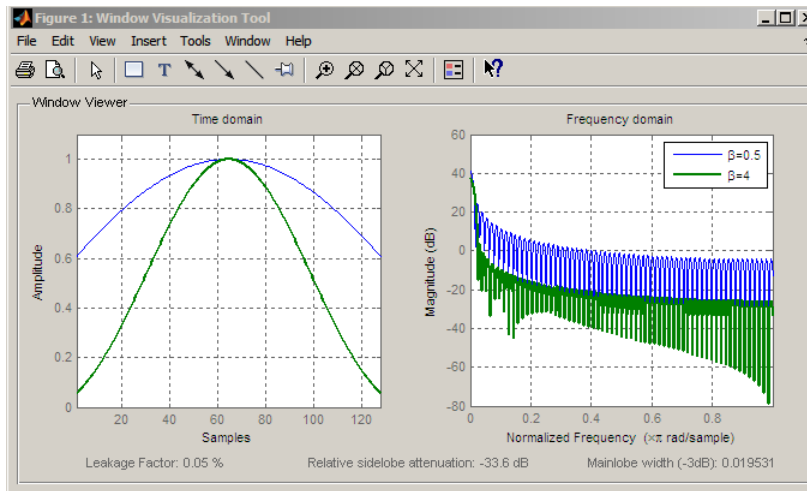 Figure 1: Window Visualization Tool
File Edit View Insert Tools Window Help
T
Window Viewer
Time domain
1
0.8
0.6
0.4
0.2
0
Amplitude
20 40 60 80 100 120
Samples
Frequency domain
β=0.5
β=4
60
40
20
0
-20
-40
-60
-80
Magnitude (dB)
0 0.2 0.4 0.6 0.8
Normalized Frequency (×π rad/sample)
Leakage Factor: 0.05 % Relative sidelobe attenuation: -33.6 dB Mainlobe width (-3dB): 0.019531